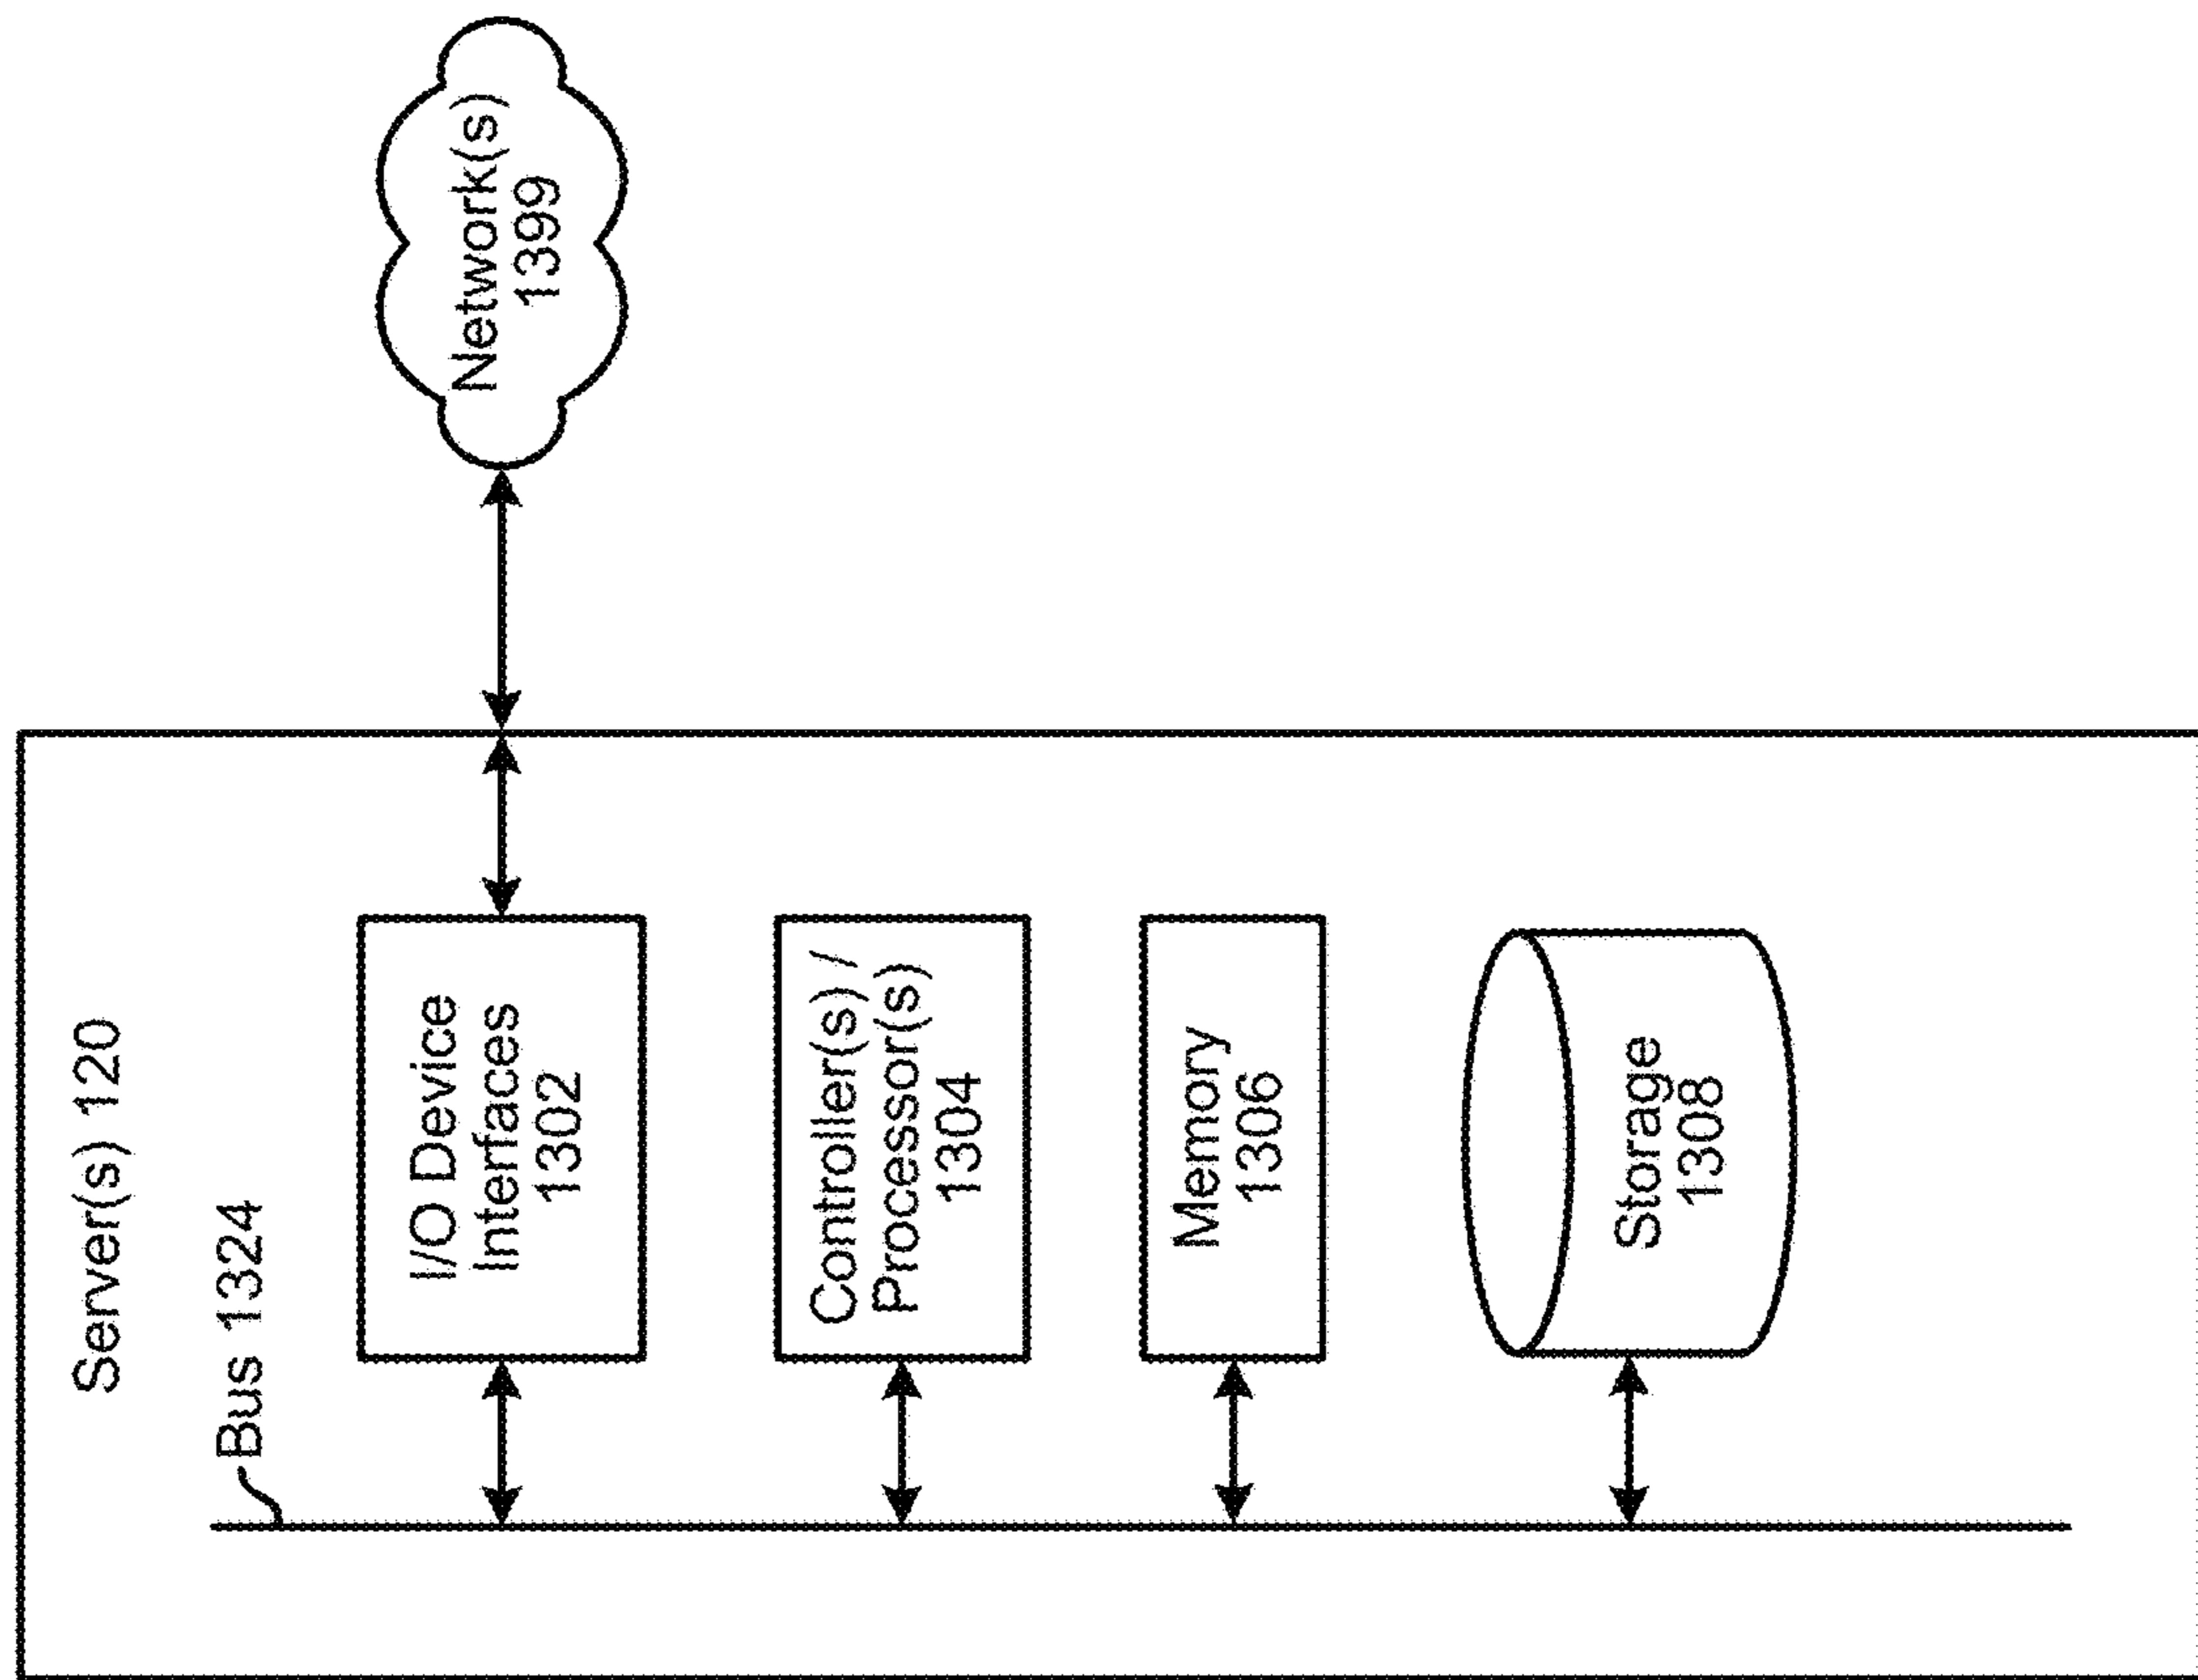 Server(s) 120
Bus 1324
I/O Device
Interfaces
1302
Controller(s) /
Processor(s)
1304
Memory
1306
Storage
1308
Network(s)
1399